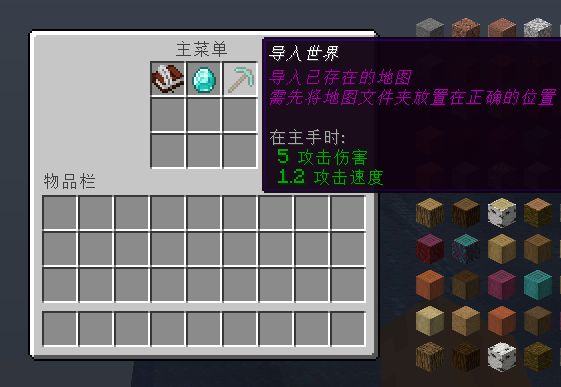 主菜单
导入世界
导入已存在的地图
需先将地图文件夹放置在正确的位置
在主手时:
5 攻击伤害
1.2 攻击速度
物品栏